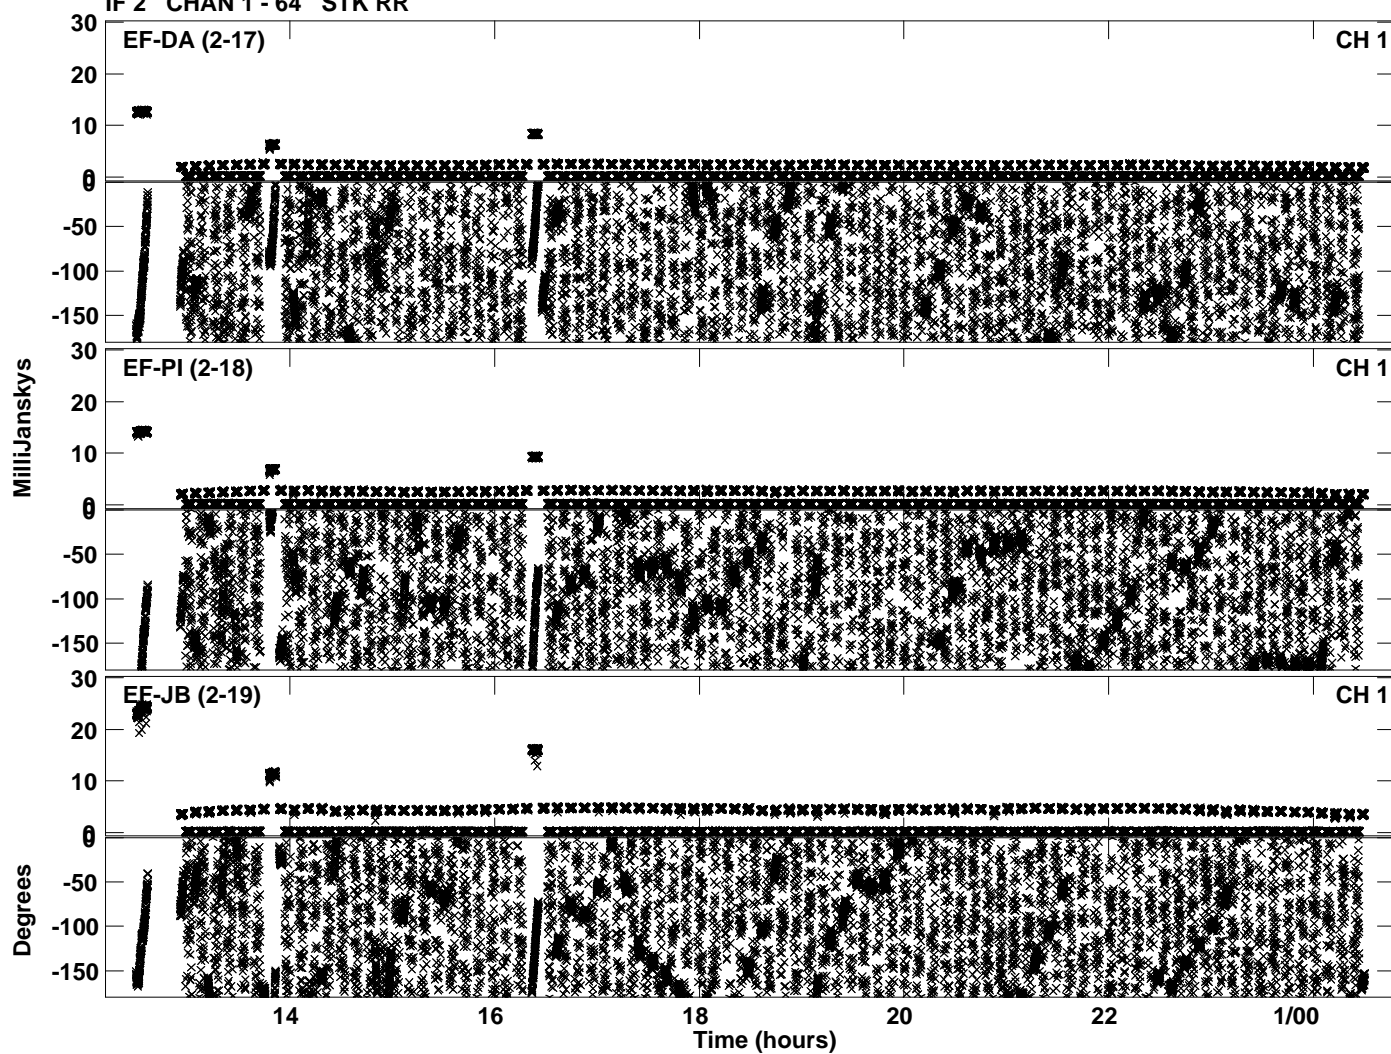 IF 2 CHAN 1 - 64 STK RR
30
EF-DA (2-17)
CH 1
20
10
0
0
-50
-100
-150
30
EF-PI (2-18)
CH 1
20
10
0
0
-50
-100
-150
MilliJanskys
30
EF-JB (2-19)
CH 1
20
10
0
0
-50
-100
-150
Degrees
14 16 18 20 22 1/00
Time (hours)